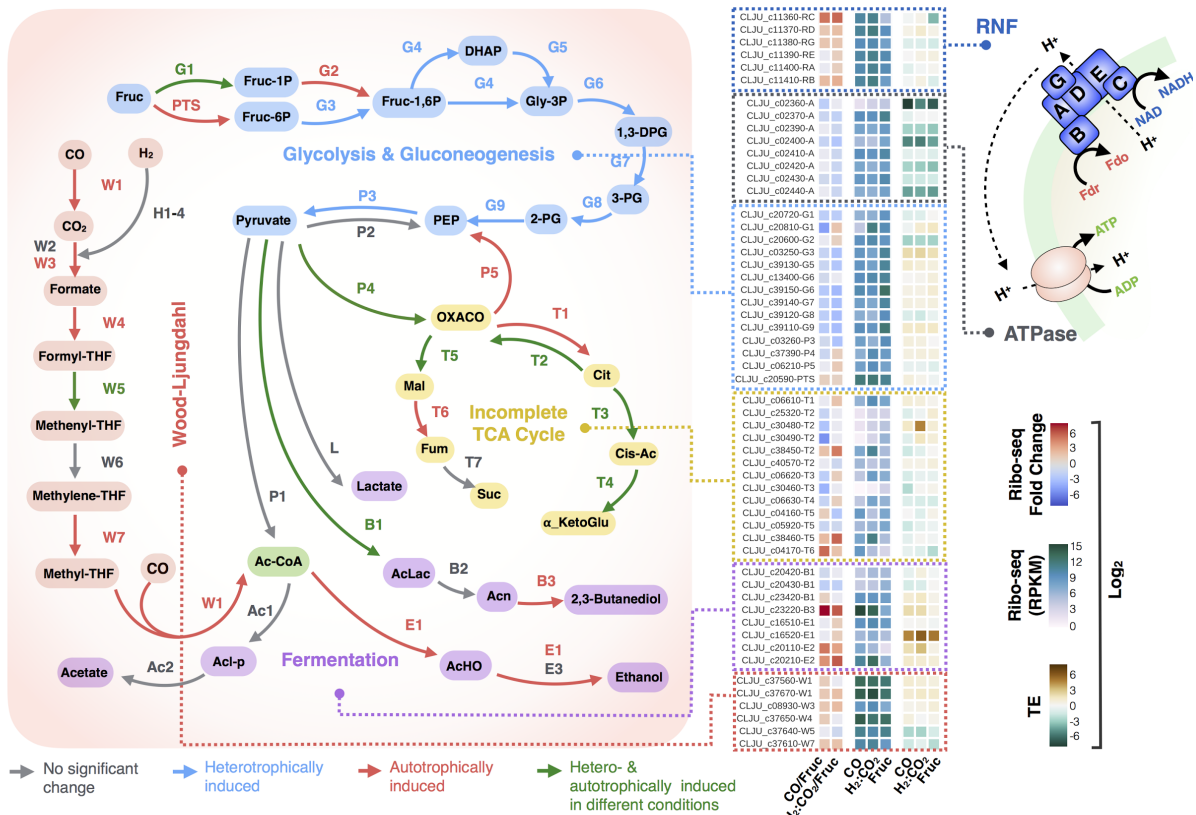 Fruc
G1
Fruc-1P
G2
PTS
Fruc-6P
G3
Fruc-1,6P
G4
DHAP
G5
G4
Gly-3P
G6
1,3-DPG
G7
3-PG
G8
2-PG
G9
PEP
P3
P2
Pyruvate
Glycolysis & Gluconeogenesis
CO
H₂
W1
CO₂
H1-4
W2
W3
Formate
W4
Formyl-THF
W5
Methenyl-THF
W6
Methylene-THF
W7
Methyl-THF
CO
W1
Wood-Ljungdahl
P4
P5
OXACO
T1
T2
T5
Mal
Cit
T6
T3
Incomplete
TCA Cycle
Fum
T7
Suc
Cis-Ac
T4
α_KetoGlu
L
Lactate
P1
B1
Ac-CoA
AcLac
B2
Acn
B3
2,3-Butanediol
Ac1
E1
Fermentation
Acl-p
Ac2
Acetate
AcHO
E1
E3
Ethanol
No significant
change
Heterotrophically
induced
Autotrophically
induced
Hetero- &
autotrophically induced
in different conditions
CLJU_c11360-RC
CLJU_c11370-RD
CLJU_c11380-RG
CLJU_c11390-RE
CLJU_c11400-RA
CLJU_c11410-RB
CLJU_c02360-A
CLJU_c02370-A
CLJU_c02390-A
CLJU_c02400-A
CLJU_c02410-A
CLJU_c02420-A
CLJU_c02430-A
CLJU_c02440-A
CLJU_c20720-G1
CLJU_c20810-G1
CLJU_c20600-G2
CLJU_c03250-G3
CLJU_c39130-G5
CLJU_c13400-G6
CLJU_c39150-G6
CLJU_c39140-G7
CLJU_c39120-G8
CLJU_c39110-G9
CLJU_c03260-P3
CLJU_c37390-P4
CLJU_c06210-P5
CLJU_c20590-PTS
CLJU_c06610-T1
CLJU_c25320-T2
CLJU_c30480-T2
CLJU_c30490-T2
CLJU_c38450-T2
CLJU_c40570-T2
CLJU_c06620-T3
CLJU_c30460-T3
CLJU_c06630-T4
CLJU_c04160-T5
CLJU_c05920-T5
CLJU_c38460-T5
CLJU_c04170-T6
CLJU_c20420-B1
CLJU_c20430-B1
CLJU_c23420-B1
CLJU_c23220-B3
CLJU_c16510-E1
CLJU_c16520-E1
CLJU_c20110-E2
CLJU_c20210-E2
CLJU_c37560-W1
CLJU_c37670-W1
CLJU_c08930-W3
CLJU_c37650-W4
CLJU_c37640-W5
CLJU_c37610-W7
CO/Fruc
H₂:CO₂/Fruc
CO
H₂:CO₂
Fruc
CO
H₂:CO₂
Fruc
RNF
H⁺
G
E
C
A
D
B
NADH
NAD
H⁺
Fdo
Fdr
ATP
H⁺
H⁺
ADP
ATPase
Ribo-seq
Fold Change
6
3
0
-3
-6
Ribo-seq
(RPKM)
15
12
9
6
3
0
TE
6
3
0
-3
-6
Log₂